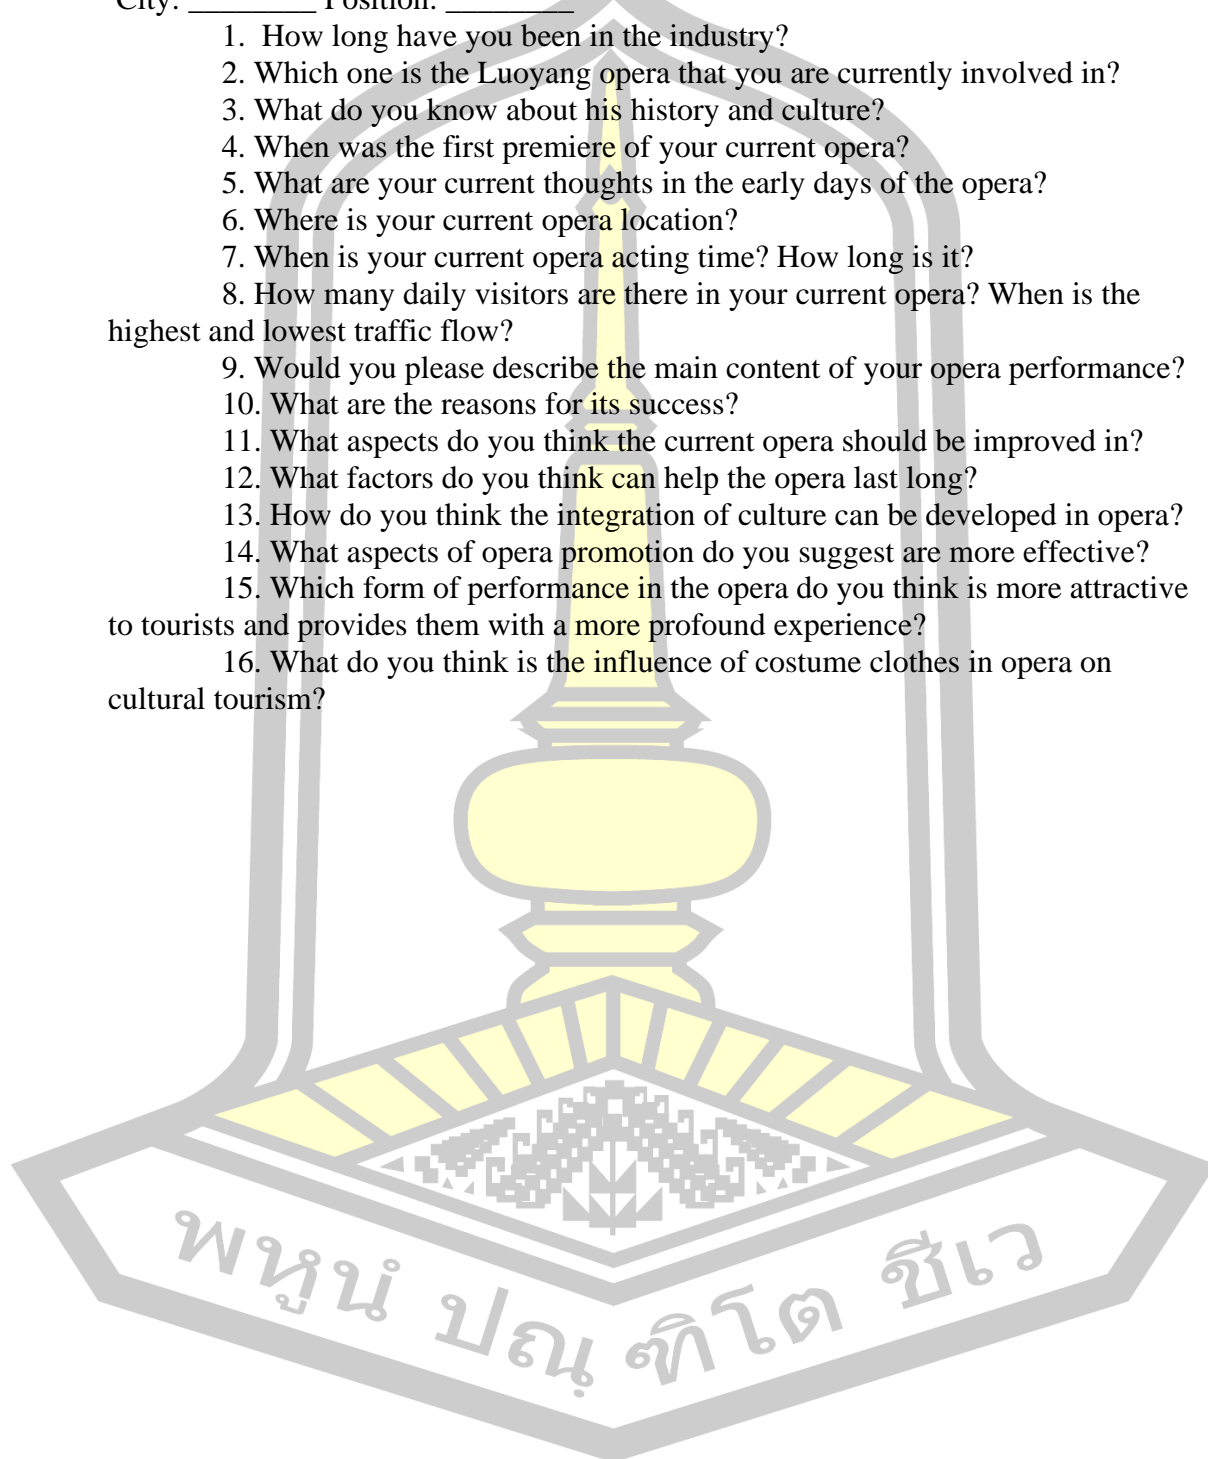 City: ________ Position: ________
1. How long have you been in the industry?
2. Which one is the Luoyang opera that you are currently involved in?
3. What do you know about his history and culture?
4. When was the first premiere of your current opera?
5. What are your current thoughts in the early days of the opera?
6. Where is your current opera location?
7. When is your current opera acting time? How long is it?
8. How many daily visitors are there in your current opera? When is the
highest and lowest traffic flow?
9. Would you please describe the main content of your opera performance?
10. What are the reasons for its success?
11. What aspects do you think the current opera should be improved in?
12. What factors do you think can help the opera last long?
13. How do you think the integration of culture can be developed in opera?
14. What aspects of opera promotion do you suggest are more effective?
15. Which form of performance in the opera do you think is more attractive
to tourists and provides them with a more profound experience?
16. What do you think is the influence of costume clothes in opera on
cultural tourism?
พหูนํ ปณฺฑิโต ชีเว